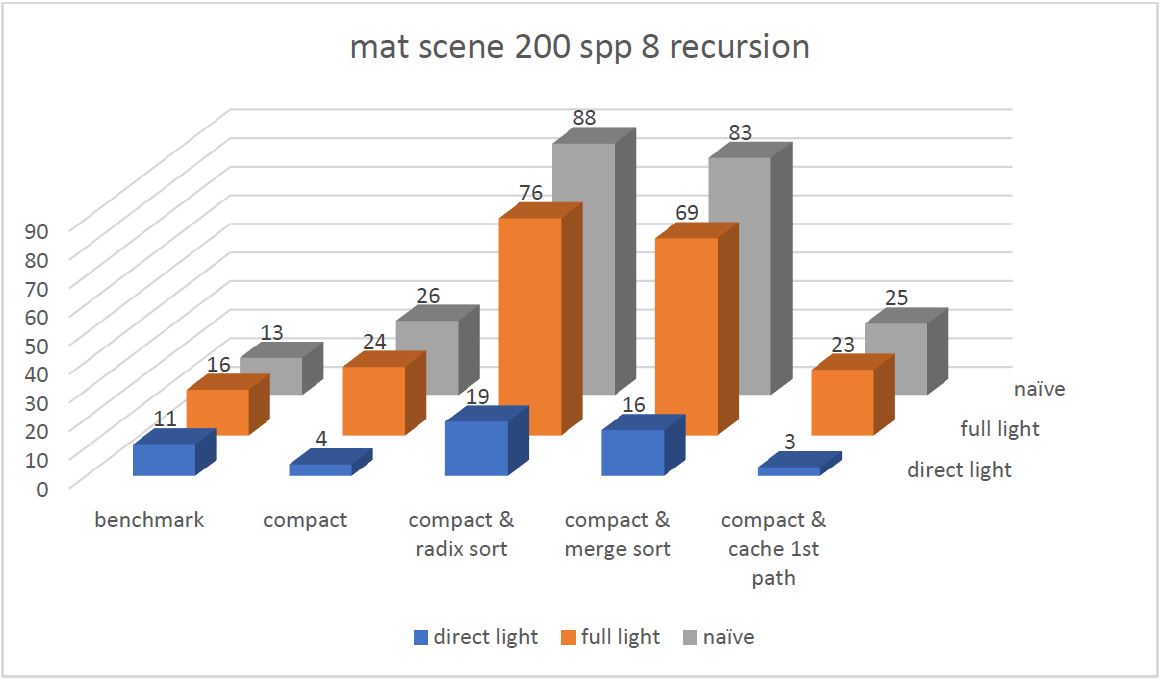 mat scene 200 spp 8 recursion
88
83
76
69
26
25
13
24
23
16
19
16
11
4
3
90
80
70
60
50
40
30
20
10
0
naïve
full light
direct light
benchmark
compact
compact &
radix sort
compact &
merge sort
compact &
cache 1st
path
direct light
full light
naïve